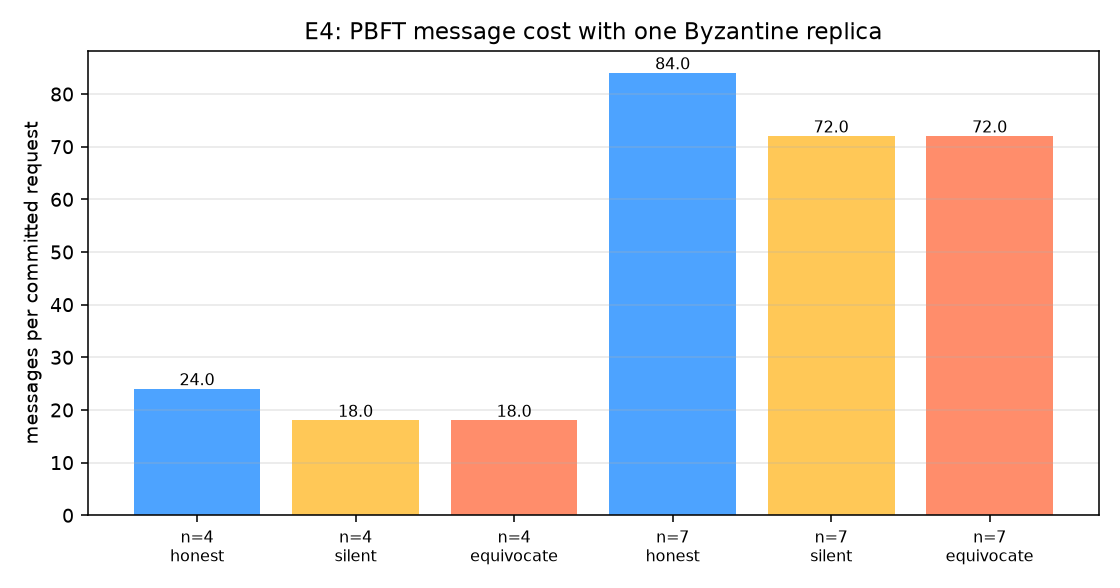 E4: PBFT message cost with one Byzantine replica
messages per committed request
80
70
60
50
40
30
20
10
0
24.0
18.0
18.0
84.0
72.0
72.0
n=4
honest
n=4
silent
n=4
equivocate
n=7
honest
n=7
silent
n=7
equivocate